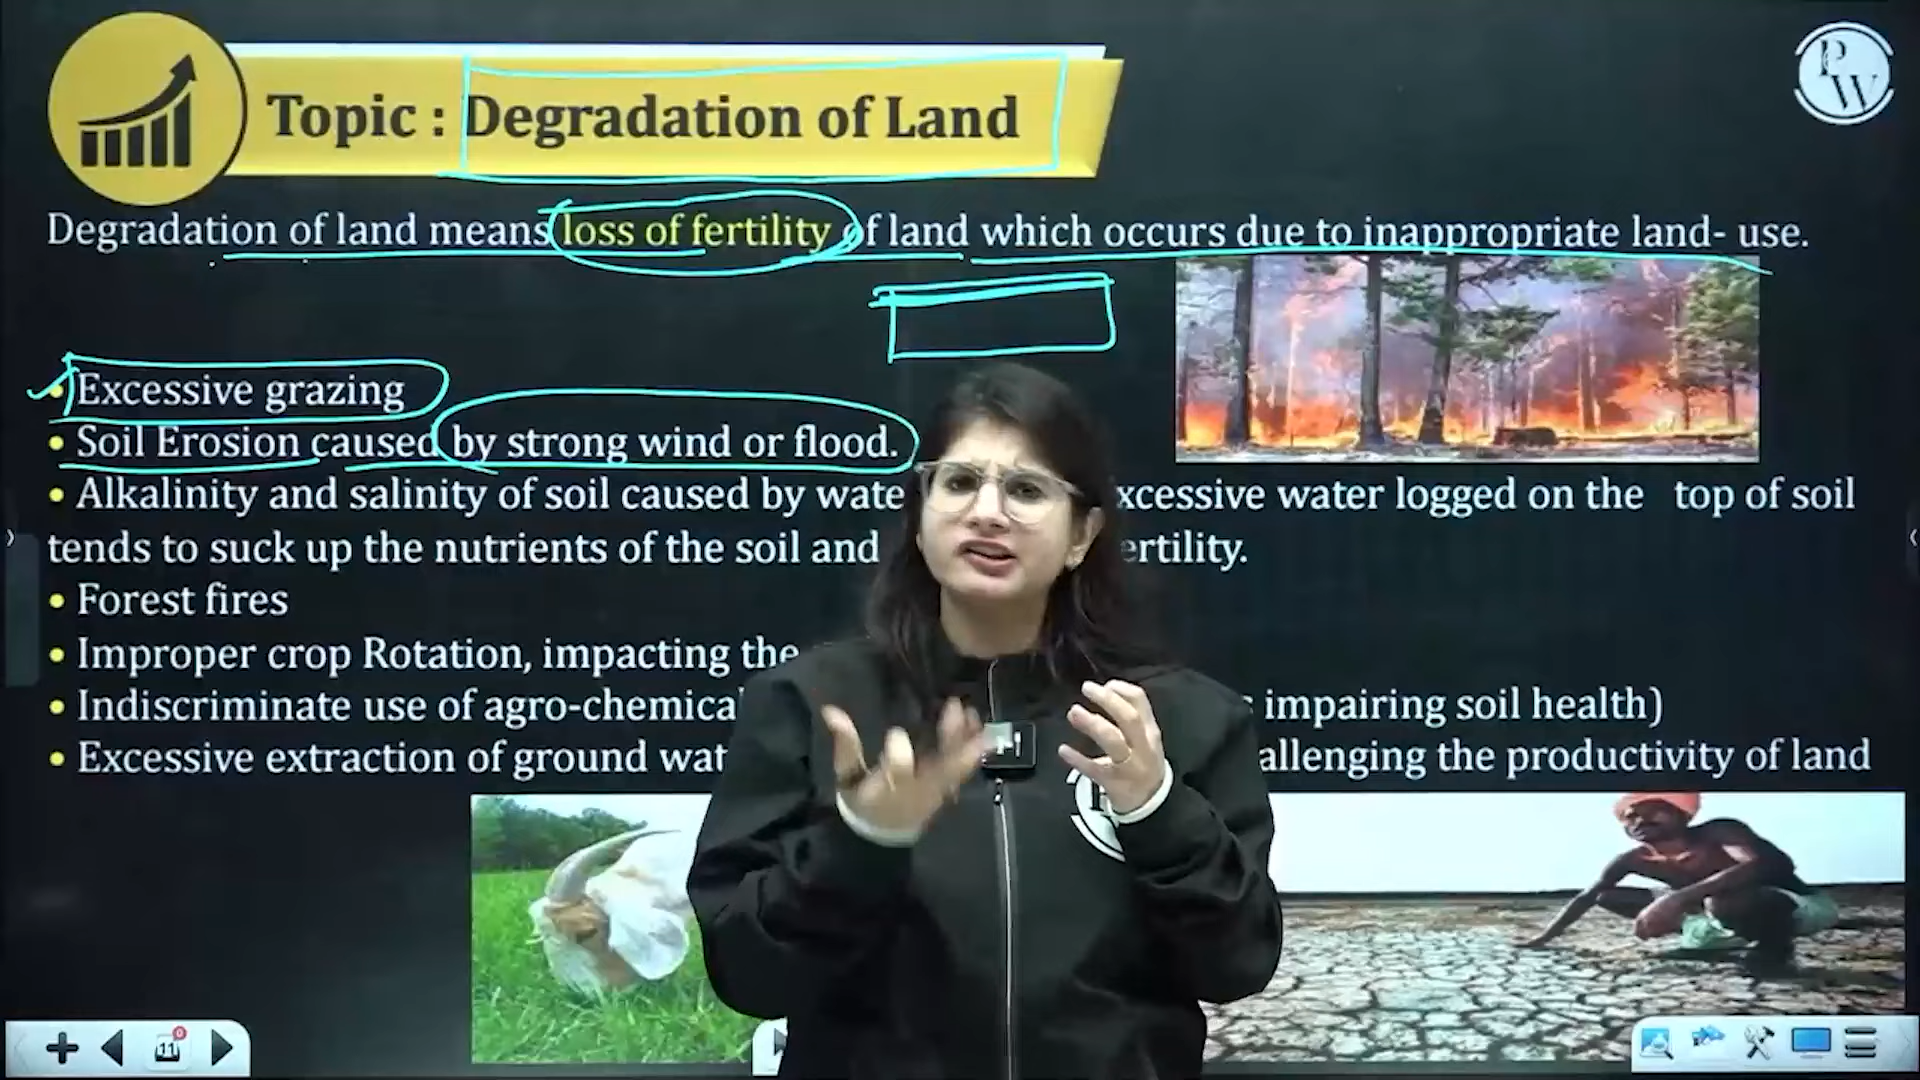 PW
Topic : Degradation of Land
Degradation of land means loss of fertility of land which occurs due to inappropriate land- use.
• Excessive grazing
• Soil Erosion caused by strong wind or flood.
• Alkalinity and salinity of soil caused by xcessive water logged on the top of soil
tends to suck up the nutrients of the soil and ertility.
• Forest fires
• Improper crop Rotation, impacting the
• Indiscriminate use of agro-chemical impairing soil health)
• Excessive extraction of ground wat allenging the productivity of land
11
0